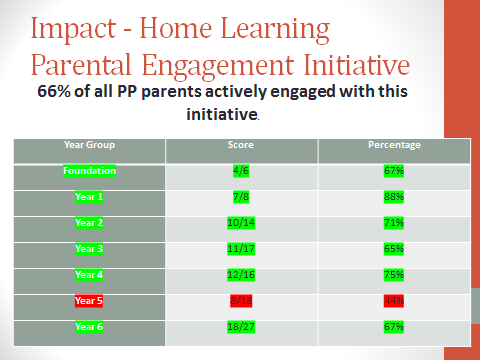 Impact - Home Learning
Parental Engagement Initiative
66% of all PP parents actively engaged with this
initiative.
Year Group Score Percentage
Foundation 4/6 67%
Year 1 7/8 88%
Year 2 10/14 71%
Year 3 11/17 65%
Year 4 12/16 75%
Year 5 8/18 44%
Year 6 18/27 67%